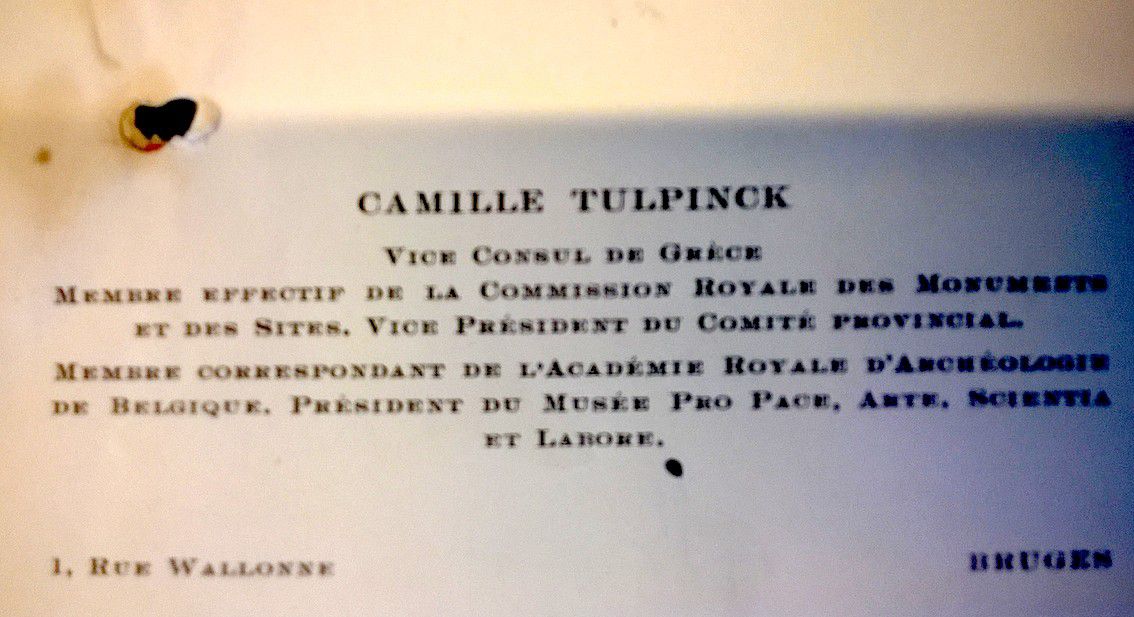 CAMILLE TULPINCK
VICE CONSUL DE GRÈCE
MEMBRE EFFECTIF DE LA COMMISSION ROYALE DES MONUMENTS
ET DES SITES. VICE PRÉSIDENT DU COMITÉ PROVINCIAL.
MEMBRE CORRESPONDANT DE L'ACADÉMIE ROYALE D'ARCHÉOLOGIE
DE BELGIQUE. PRÉSIDENT DU MUSÉE PRO PACE, ARTE, SCIENTIA
ET LABORE.
1, RUE WALLONNE
BRUGES